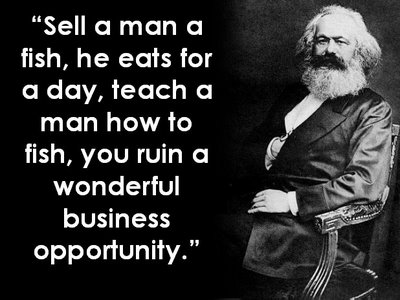 “Sell a man a
fish, he eats for
a day, teach a
man how to
fish, you ruin a
wonderful
business
opportunity.”